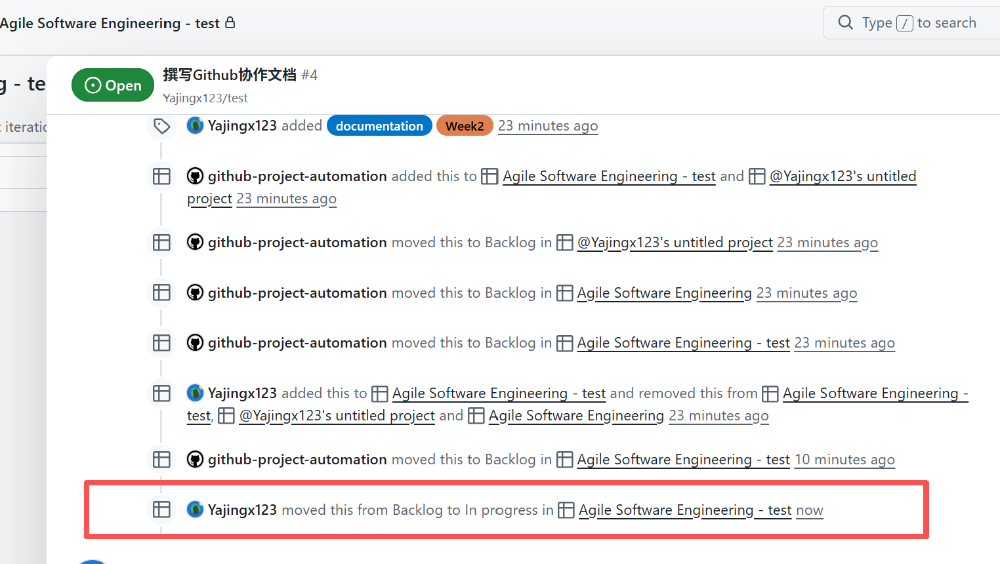 Agile Software Engineering - test
Type / to search
g - te
Open
撰写Github协作文档 #4
Yajingx123/test
iteratio
Yajingx123 added documentation Week2 23 minutes ago
github-project-automation added this to Agile Software Engineering - test and @Yajingx123's untitled
project 23 minutes ago
github-project-automation moved this to Backlog in @Yajingx123's untitled project 23 minutes ago
github-project-automation moved this to Backlog in Agile Software Engineering 23 minutes ago
github-project-automation moved this to Backlog in Agile Software Engineering - test 23 minutes ago
Yajingx123 added this to Agile Software Engineering - test and removed this from Agile Software Engineering -
test, @Yajingx123's untitled project and Agile Software Engineering 23 minutes ago
github-project-automation moved this to Backlog in Agile Software Engineering - test 10 minutes ago
Yajingx123 moved this from Backlog to In progress in Agile Software Engineering - test now